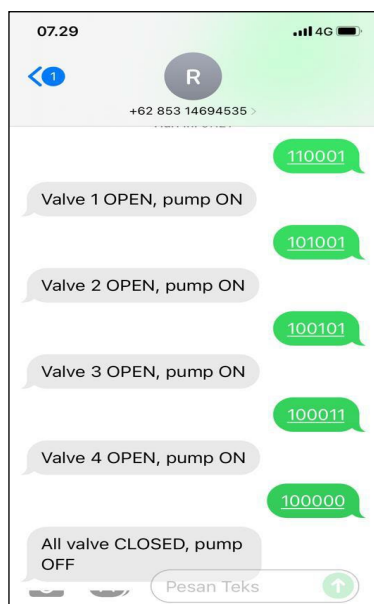 07.29
4G
1
R
+62 853 14694535
110001
Valve 1 OPEN, pump ON
101001
Valve 2 OPEN, pump ON
100101
Valve 3 OPEN, pump ON
100011
Valve 4 OPEN, pump ON
100000
All valve CLOSED, pump
OFF
Pesan Teks